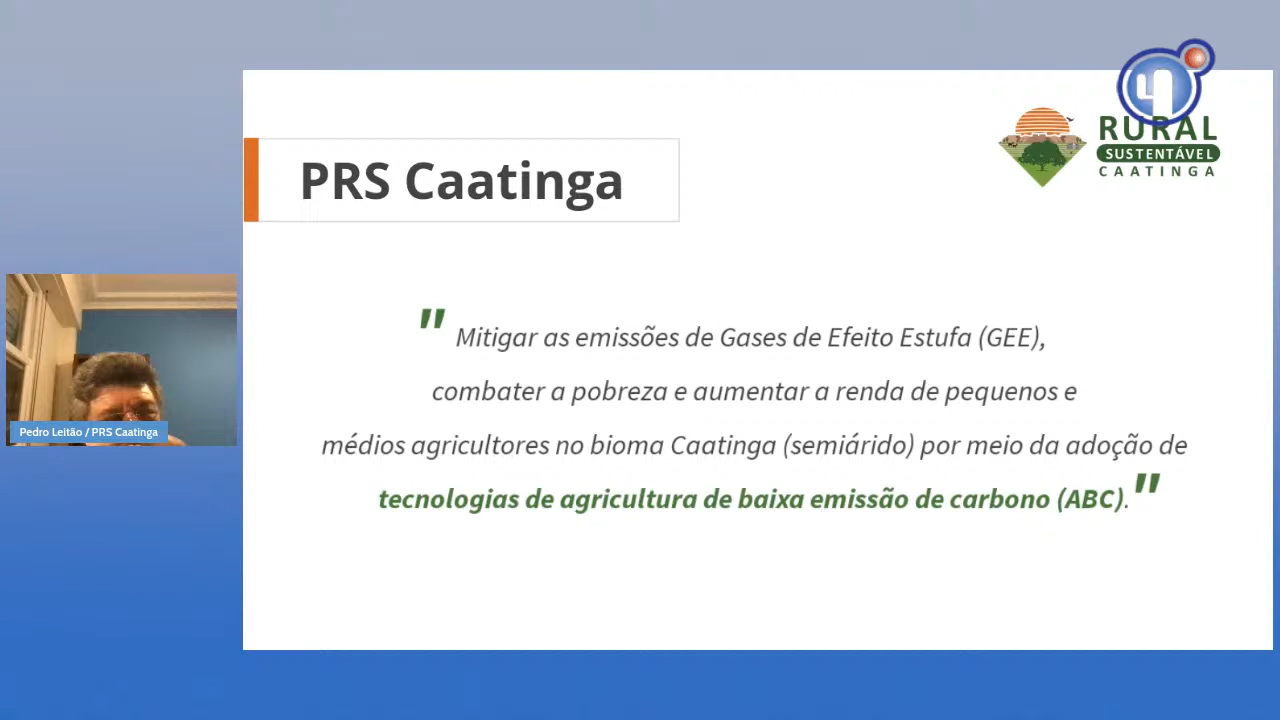 RURAL
SUSTENTÁVEL
CAATINGA
PRS Caatinga
" Mitigar as emissões de Gases de Efeito Estufa (GEE),
combater a pobreza e aumentar a renda de pequenos e
médios agricultores no bioma Caatinga (semiárido) por meio da adoção de
tecnologias de agricultura de baixa emissão de carbono (ABC)."
Pedro Leitão / PRS Caatinga